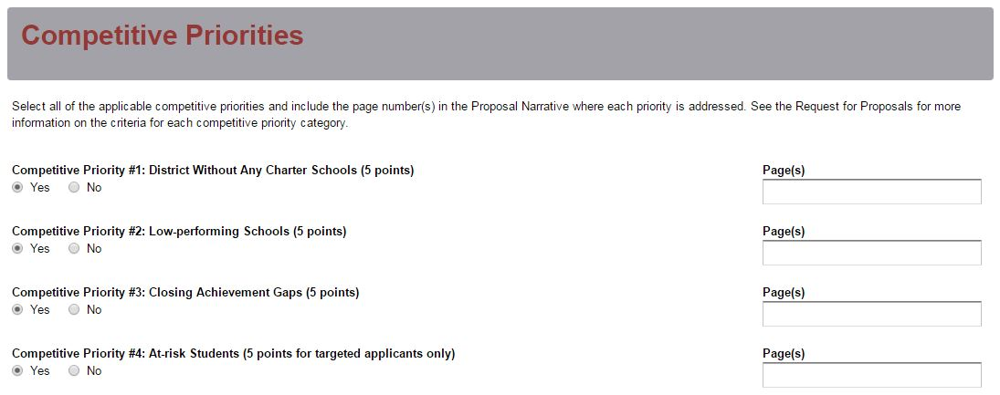 Competitive Priorities
Select all of the applicable competitive priorities and include the page number(s) in the Proposal Narrative where each priority is addressed. See the Request for Proposals for more
information on the criteria for each competitive priority category.
Competitive Priority #1: District Without Any Charter Schools (5 points) Page(s)
Yes No
Competitive Priority #2: Low-performing Schools (5 points) Page(s)
Yes No
Competitive Priority #3: Closing Achievement Gaps (5 points) Page(s)
Yes No
Competitive Priority #4: At-risk Students (5 points for targeted applicants only) Page(s)
Yes No